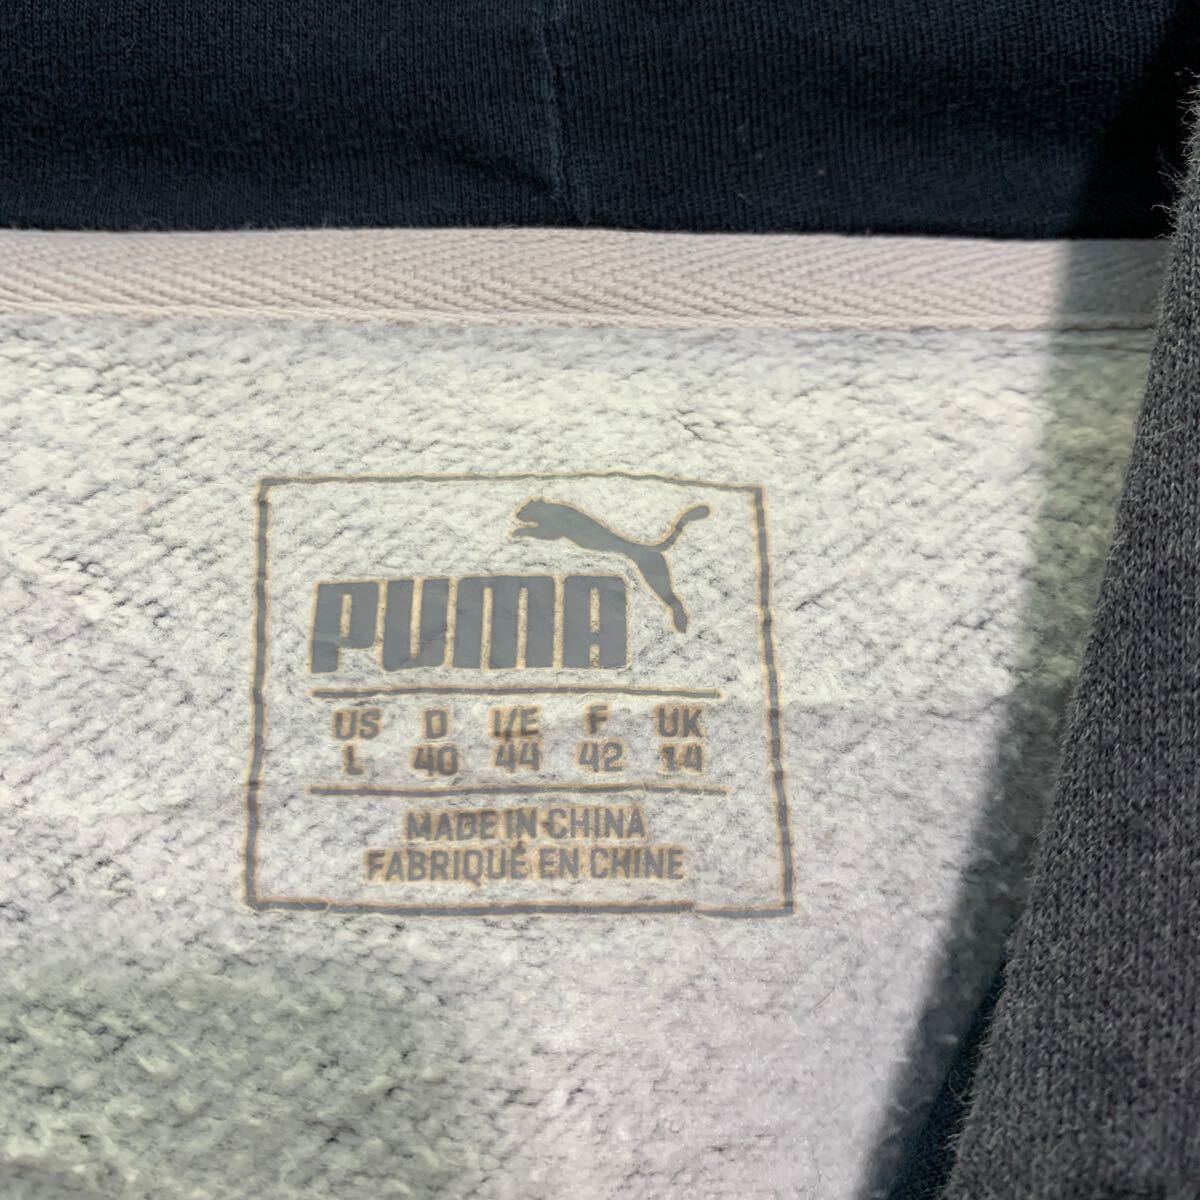 PUMA
US D I/E F UK
L 40 44 42 14
MADE IN CHINA
FABRIQUÉ EN CHINE